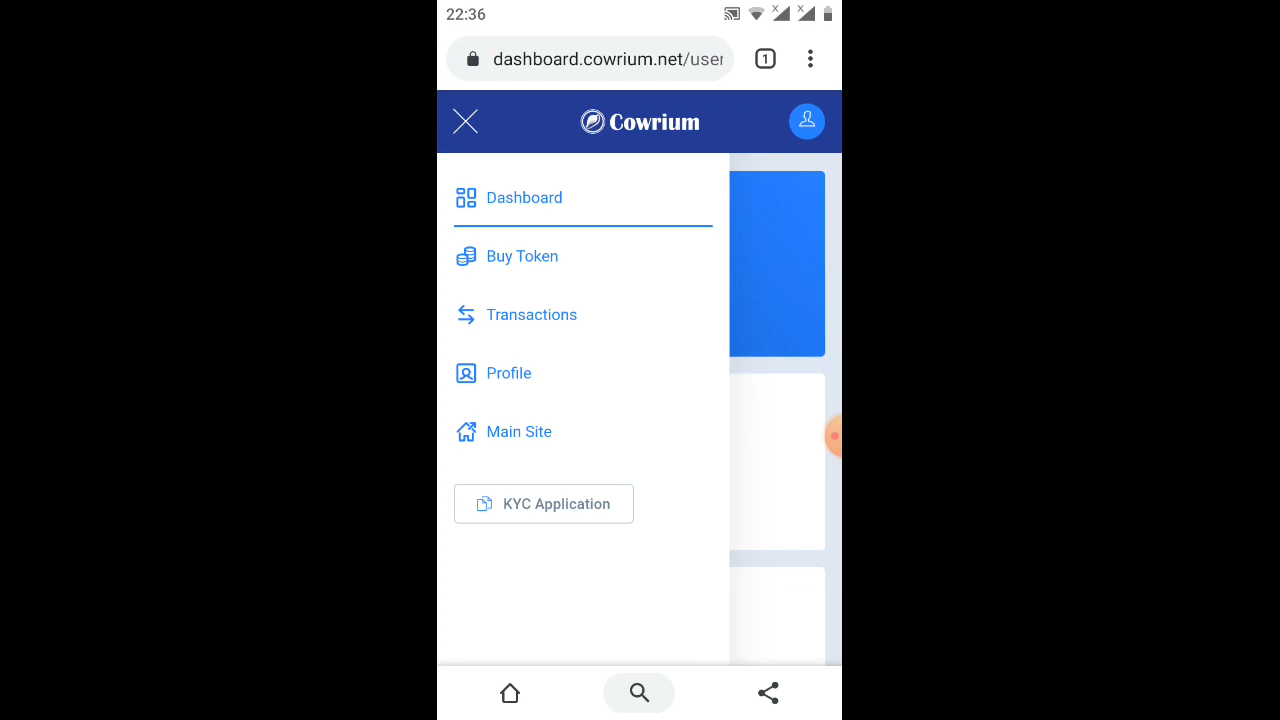 22:36
dashboard.cowrium.net/user
1
Cowrium
Dashboard
Buy Token
Transactions
Profile
Main Site
KYC Application